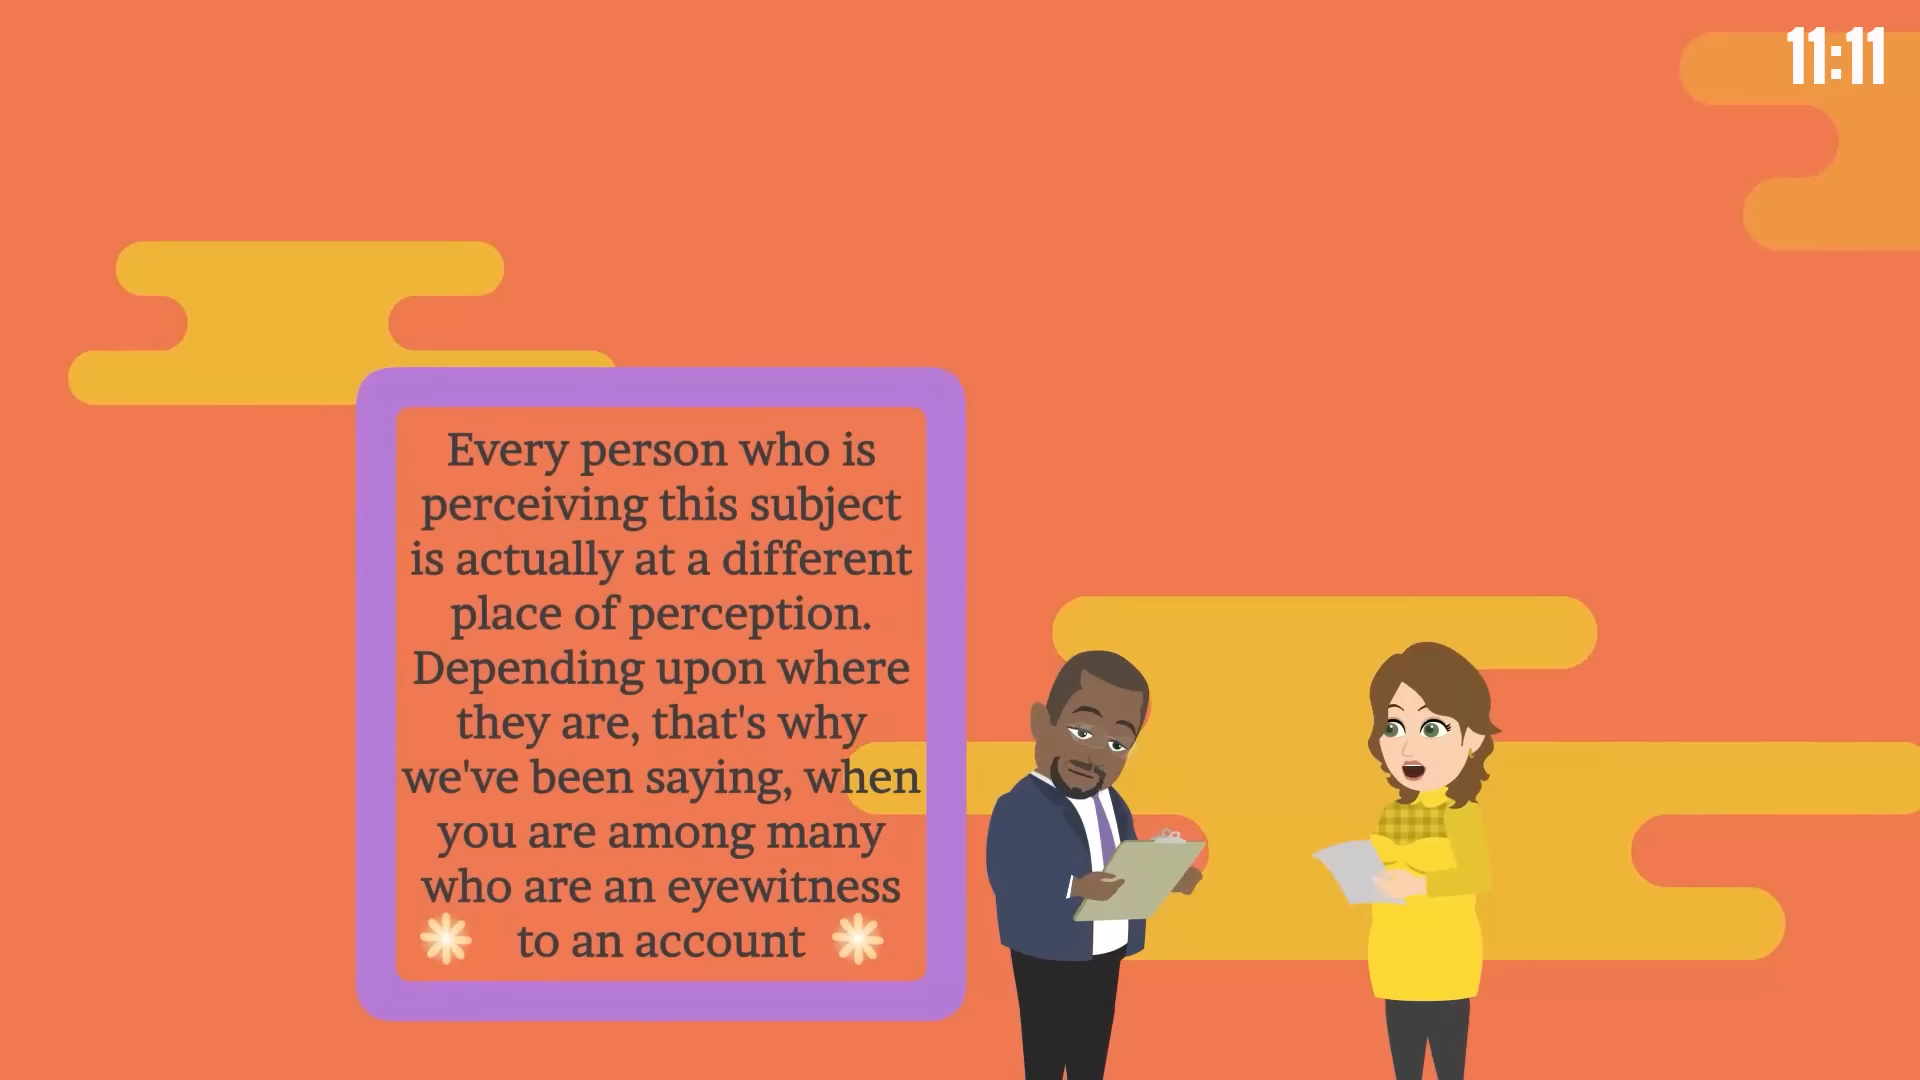 11:11
Every person who is
perceiving this subject
is actually at a different
place of perception.
Depending upon where
they are, that's why
we've been saying, when
you are among many
who are an eyewitness
to an account